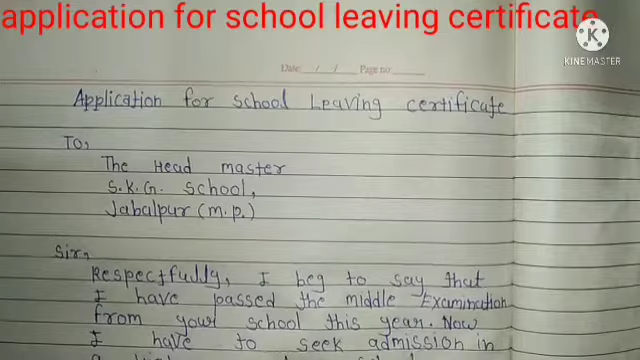 application for school leaving certificate
KINEMASTER
Date: / / Page no:
Application for school Leaving certificate
To,
The Head master
S.K.G. School,
Jabalpur (m.p.)
Sir,
Respectfully, I beg to say that
I have passed the middle Examination
from your school this year. Now
I have to seek admission in
a